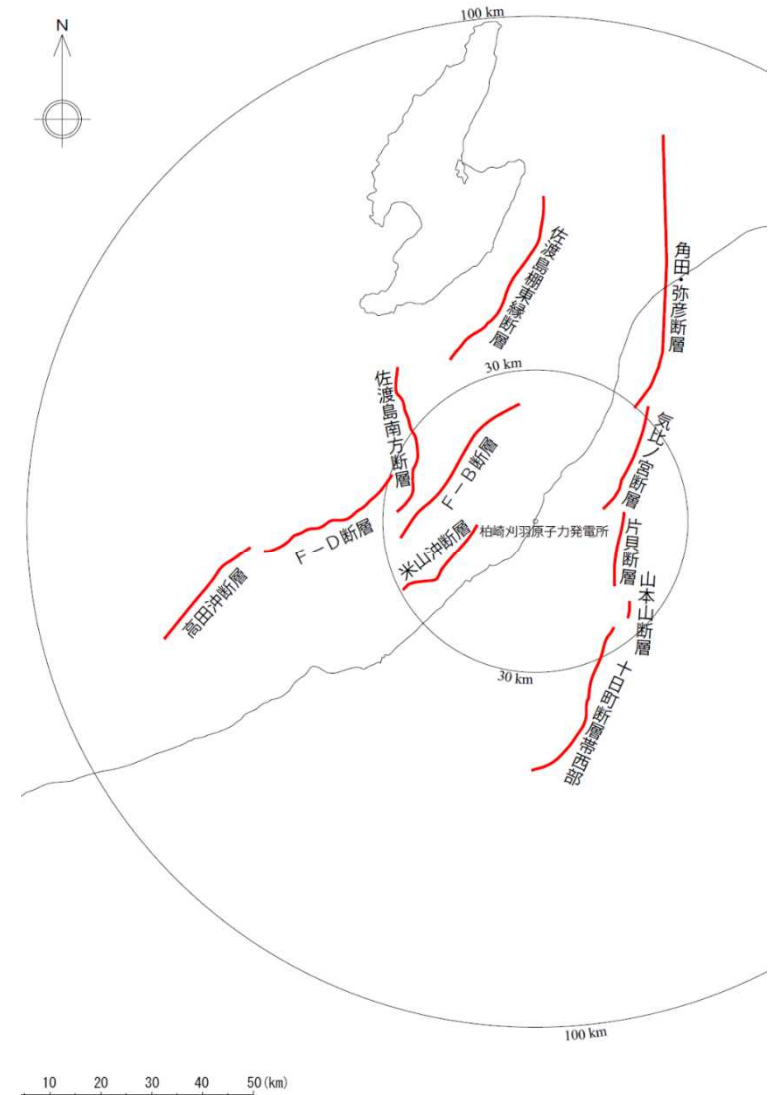 100 km
N
佐渡島棚東縁断層
角田・弥彦断層
30 km
佐渡島南方断層
F－B断層
気比ノ宮断層
柏崎刈羽原子力発電所
片貝断層
F－D断層
米山沖断層
高田沖断層
山本山断層
30 km
十日町断層帯西部
100 km
10 20 30 40 50(km)